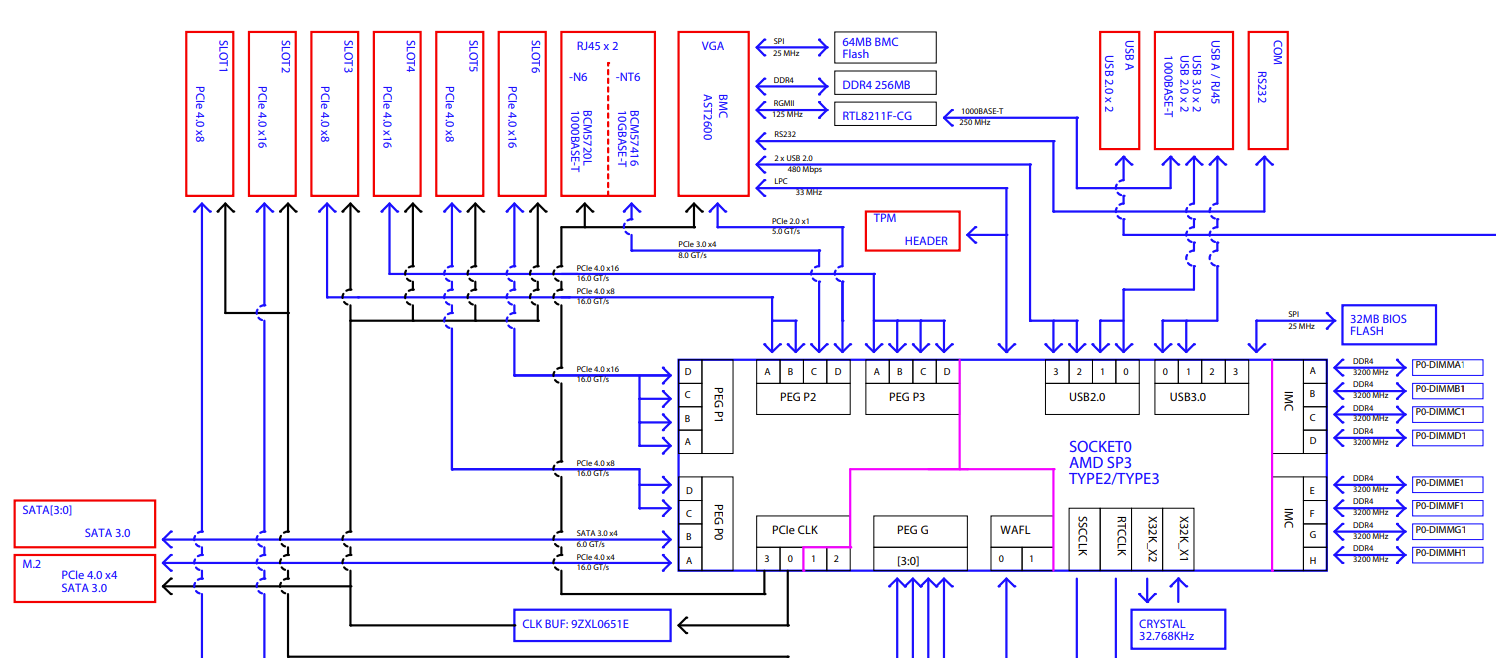 SLOT1
PCIe 4.0 x8
SLOT2
PCIe 4.0 x16
SLOT3
PCIe 4.0 x8
SLOT4
PCIe 4.0 x16
SLOT5
PCIe 4.0 x8
SLOT6
PCIe 4.0 x16
RJ45 x 2
-N6
-NT6
BCM5720L
1000BASE-T
BCM57416
10GBASE-T
VGA
BMC
AST2600
SPI
25 MHz
64MB BMC
Flash
DDR4
DDR4 256MB
RGMII
125 MHz
RTL8211F-CG
1000BASE-T
250 MHz
RS232
2 x USB 2.0
480 Mbps
LPC
33 MHz
USB A
USB 2.0 x 2
USB A / RJ45
USB 3.0 x 2
USB 2.0 x 2
1000BASE-T
COM
RS232
TPM
HEADER
PCIe 2.0 x1
5.0 GT/s
PCIe 3.0 x4
8.0 GT/s
PCIe 4.0 x16
16.0 GT/s
PCIe 4.0 x8
16.0 GT/s
SPI
25 MHz
32MB BIOS
FLASH
PCIe 4.0 x16
16.0 GT/s
D
C
B
A
PEG P1
A B C D
PEG P2
A B C D
PEG P3
3 2 1 0
USB2.0
0 1 2 3
USB3.0
IMC
A
B
C
D
DDR4
3200 MHz
P0-DIMMA1
DDR4
3200 MHz
P0-DIMMB1
DDR4
3200 MHz
P0-DIMMC1
DDR4
3200 MHz
P0-DIMMD1
SOCKET0
AMD SP3
TYPE2/TYPE3
PCIe 4.0 x8
16.0 GT/s
D
C
B
A
PEG P0
IMC
E
F
G
H
DDR4
3200 MHz
P0-DIMME1
DDR4
3200 MHz
P0-DIMMF1
DDR4
3200 MHz
P0-DIMMG1
DDR4
3200 MHz
P0-DIMMH1
SATA[3:0]
SATA 3.0
SATA 3.0 x4
6.0 GT/s
M.2
PCIe 4.0 x4
SATA 3.0
PCIe 4.0 x4
16.0 GT/s
PCIe CLK
3 0 1 2
PEG G
[3:0]
WAFL
0 1
SSCCLK
RTCCLK
X32K_X2
X32K_X1
CLK BUF: 9ZXL0651E
CRYSTAL
32.768KHz